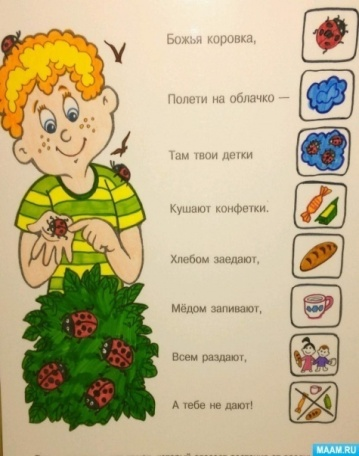 Божья коровка,
Полети на облачко —
Там твои детки
Кушают конфетки.
Хлебом заедают,
Мёдом запивают,
Всем раздают,
А тебе не дают!
MAAM.RU